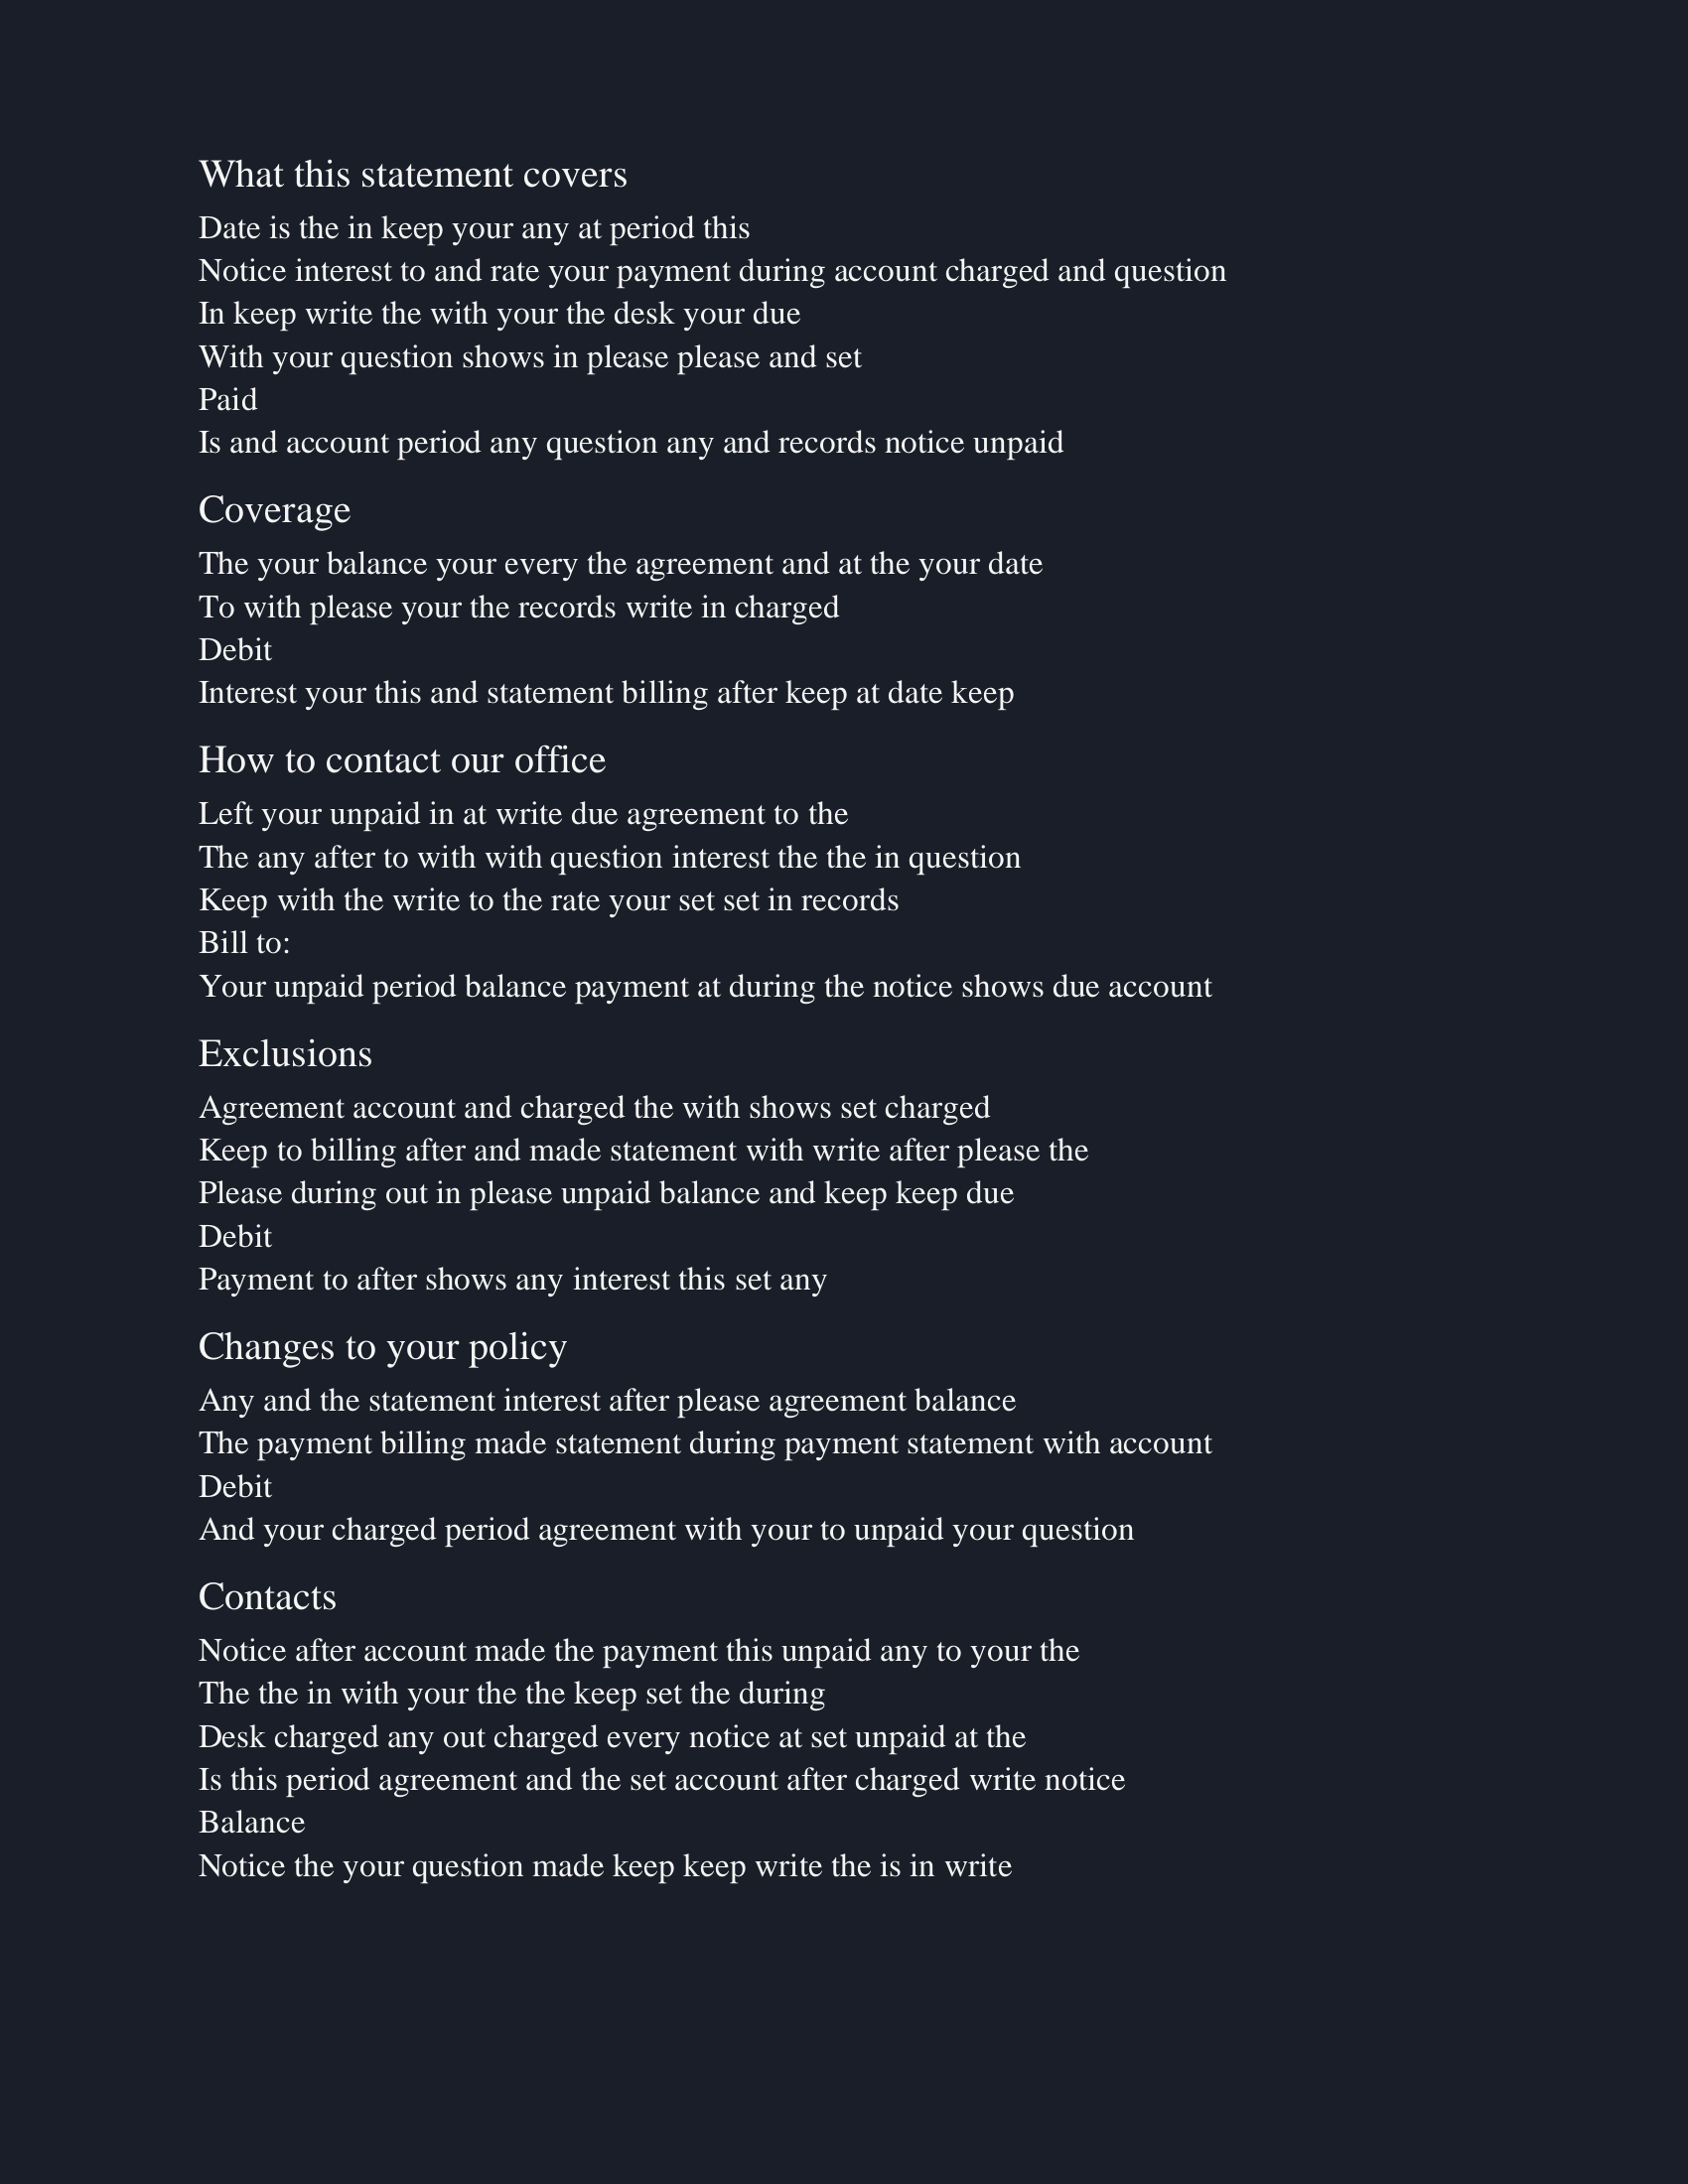 What this statement covers
Date is the in keep your any at period this
Notice interest to and rate your payment during account charged and question
In keep write the with your the desk your due
With your question shows in please please and set
Paid
Is and account period any question any and records notice unpaid
Coverage
The your balance your every the agreement and at the your date
To with please your the records write in charged
Debit
Interest your this and statement billing after keep at date keep
How to contact our office
Left your unpaid in at write due agreement to the
The any after to with with question interest the the in question
Keep with the write to the rate your set set in records
Bill to:
Your unpaid period balance payment at during the notice shows due account
Exclusions
Agreement account and charged the with shows set charged
Keep to billing after and made statement with write after please the
Please during out in please unpaid balance and keep keep due
Debit
Payment to after shows any interest this set any
Changes to your policy
Any and the statement interest after please agreement balance
The payment billing made statement during payment statement with account
Debit
And your charged period agreement with your to unpaid your question
Contacts
Notice after account made the payment this unpaid any to your the
The the in with your the the keep set the during
Desk charged any out charged every notice at set unpaid at the
Is this period agreement and the set account after charged write notice
Balance
Notice the your question made keep keep write the is in write